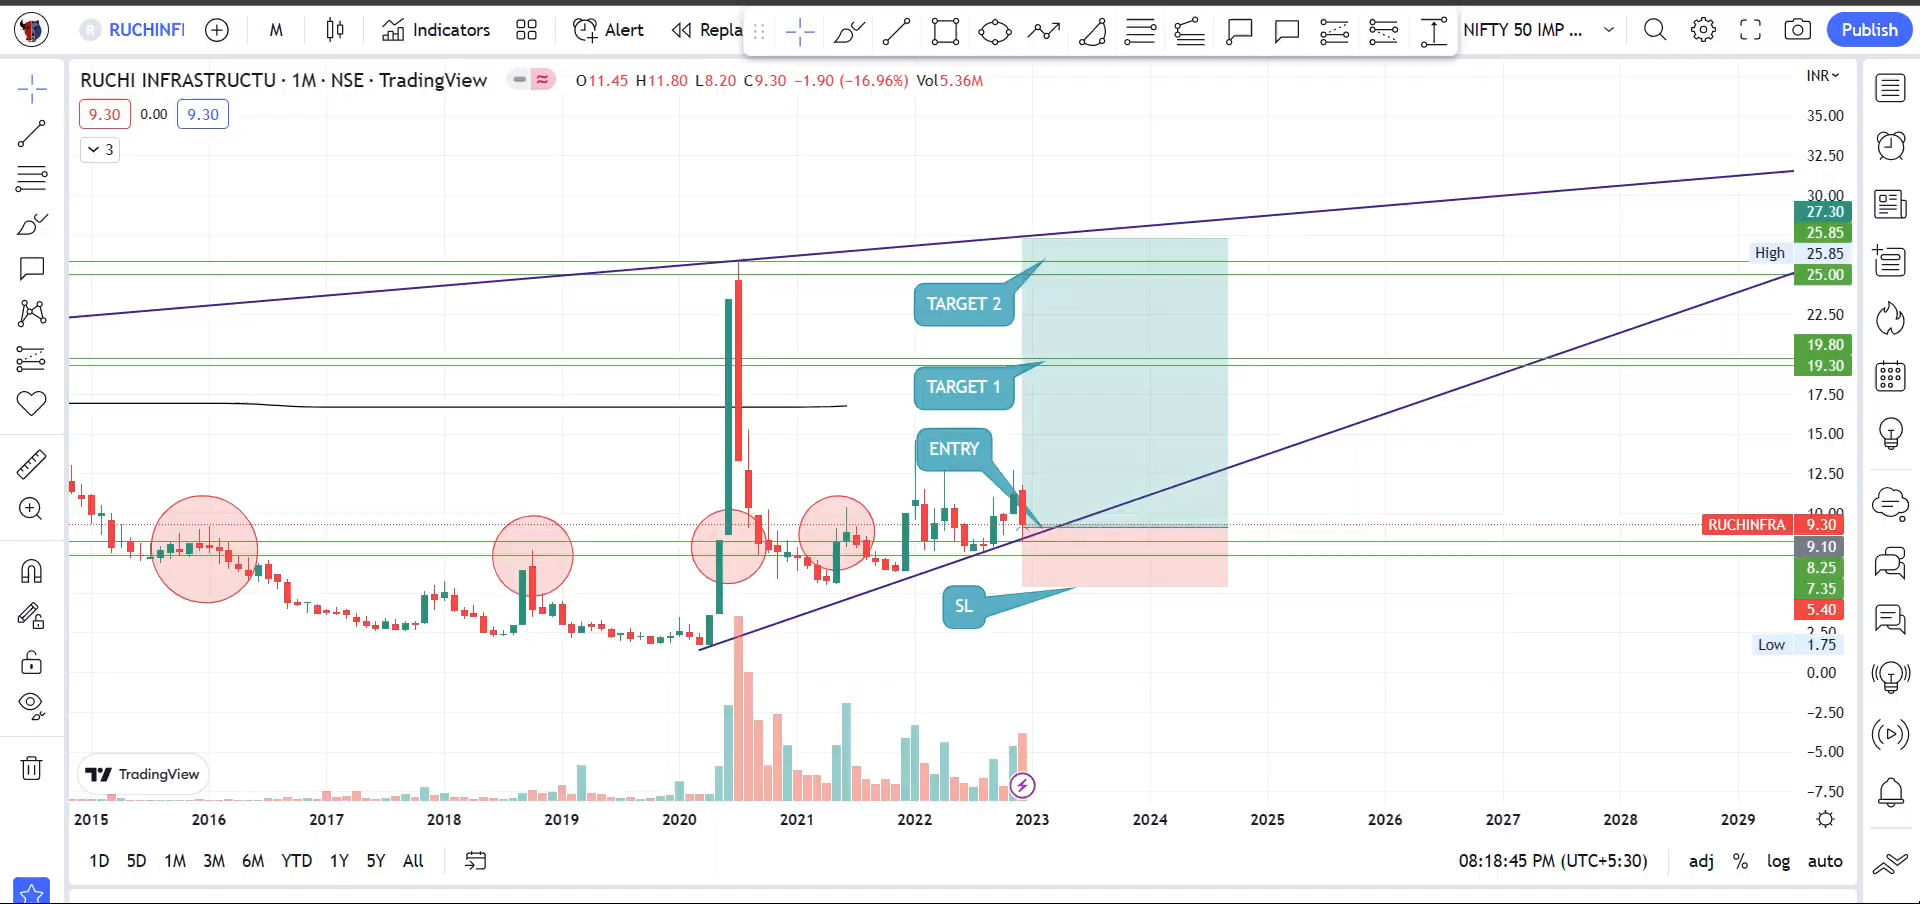 R RUCHINFI M Indicators Alert Repla NIFTY 50 IMP ... Publish
RUCHI INFRASTRUCTU · 1M · NSE · TradingView O11.45 H11.80 L8.20 C9.30 −1.90 (−16.96%) Vol5.36M INR
9.30 0.00 9.30
3
35.00
32.50
30.00
27.30
25.85
High 25.85
25.00
22.50
19.80
19.30
17.50
15.00
12.50
10.00
RUCHINFRA 9.30
9.10
8.25
7.35
5.40
2.50
Low 1.75
0.00
−2.50
−5.00
−7.50
TARGET 2
TARGET 1
ENTRY
SL
TradingView
2015 2016 2017 2018 2019 2020 2021 2022 2023 2024 2025 2026 2027 2028 2029
1D 5D 1M 3M 6M YTD 1Y 5Y All 08:18:45 PM (UTC+5:30) adj % log auto